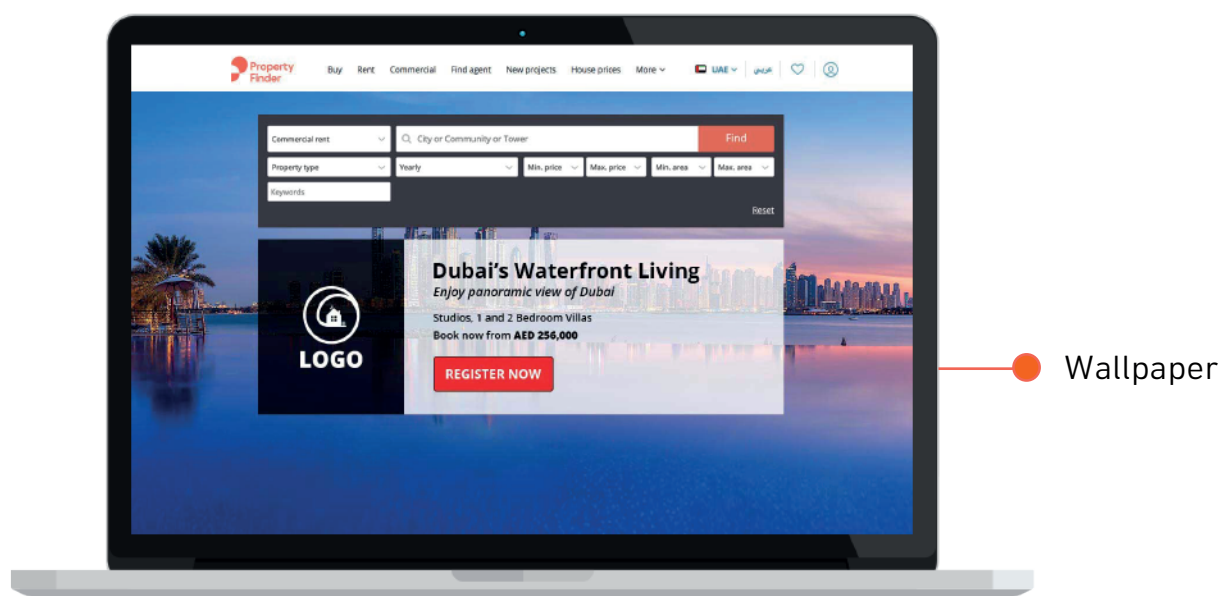 Property
Finder
Buy Rent Commercial Find agent New projects House prices More UAE عربي
Commercial rent City or Community or Tower Find
Property type Yearly Min. price Max. price Min. area Max. area
Keywords
Reset
Dubai's Waterfront Living
Enjoy panoramic view of Dubai
Studios, 1 and 2 Bedroom Villas
Book now from AED 256,000
LOGO
REGISTER NOW
Wallpaper